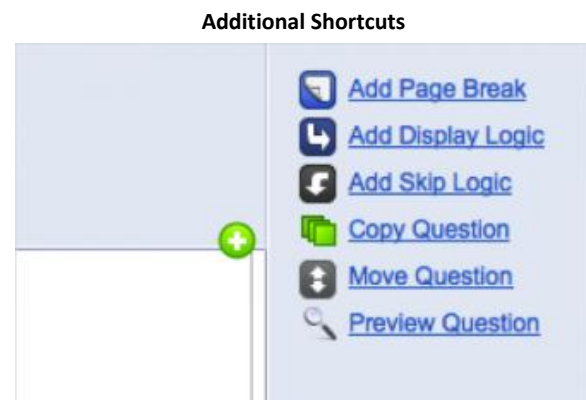 Additional Shortcuts
Add Page Break
Add Display Logic
Add Skip Logic
Copy Question
Move Question
Preview Question